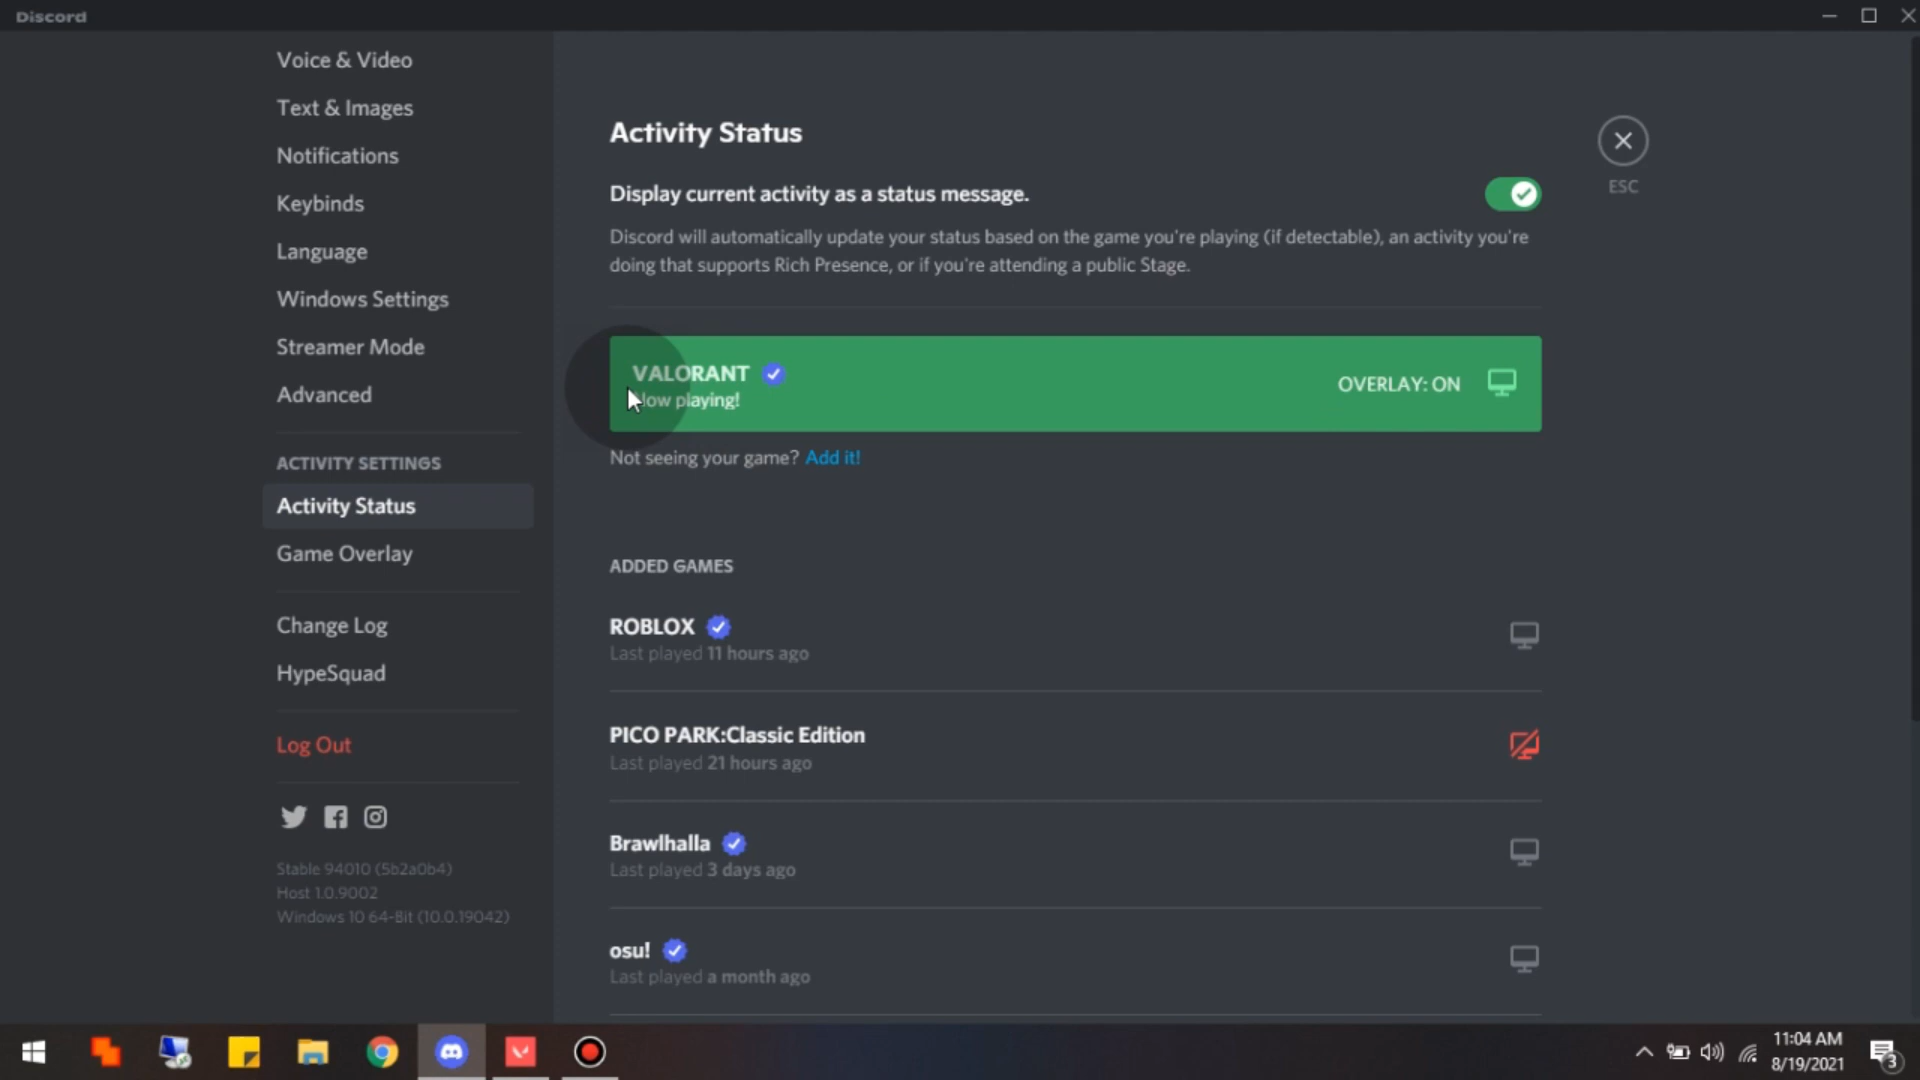 Discord
Voice & Video
Text & Images
Notifications
Keybinds
Language
Windows Settings
Streamer Mode
Advanced
ACTIVITY SETTINGS
Activity Status
Game Overlay
Change Log
HypeSquad
Log Out
Stable 94010 (5b2a0b4)
Host 1.0.9002
Windows 10 64-Bit (10.0.19042)
Activity Status
Display current activity as a status message.
Discord will automatically update your status based on the game you're playing (if detectable), an activity you're
doing that supports Rich Presence, or if you're attending a public Stage.
ESC
VALORANT
Now playing!
OVERLAY: ON
Not seeing your game? Add it!
ADDED GAMES
ROBLOX
Last played 11 hours ago
PICO PARK:Classic Edition
Last played 21 hours ago
Brawlhalla
Last played 3 days ago
osu!
Last played a month ago
11:04 AM
8/19/2021
3